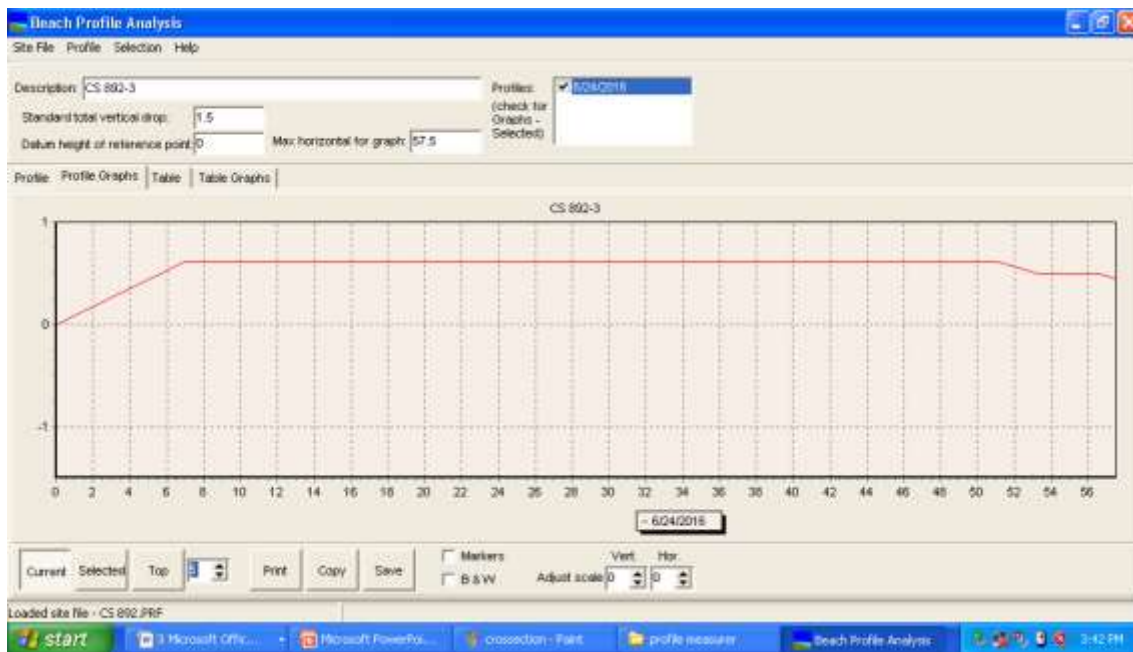 Beach Profile Analysis
Site File Profile Selection Help
Description: CS 892-3
Profiles: 6/24/2016
(check for
Graphs -
Selected)
Standard total vertical drop: 1.5
Datum height of reference point: 0 Max horizontal for graph: 57.5
Profile Profile Graphs Table Table Graphs
CS 892-3
1
0
-1
0 2 4 6 8 10 12 14 16 18 20 22 24 26 28 30 32 34 36 38 40 42 44 46 48 50 52 54 56
- 6/24/2016
Current Selected Top 3 Print Copy Save
Markers
B & W
Vert. Hor.
Adjust scale 0 0
Loaded site file - CS 892.PRF
start 3 Microsoft Offic... Microsoft PowerPoi... crossection - Paint profile measurer Beach Profile Analysis 3:42 PM